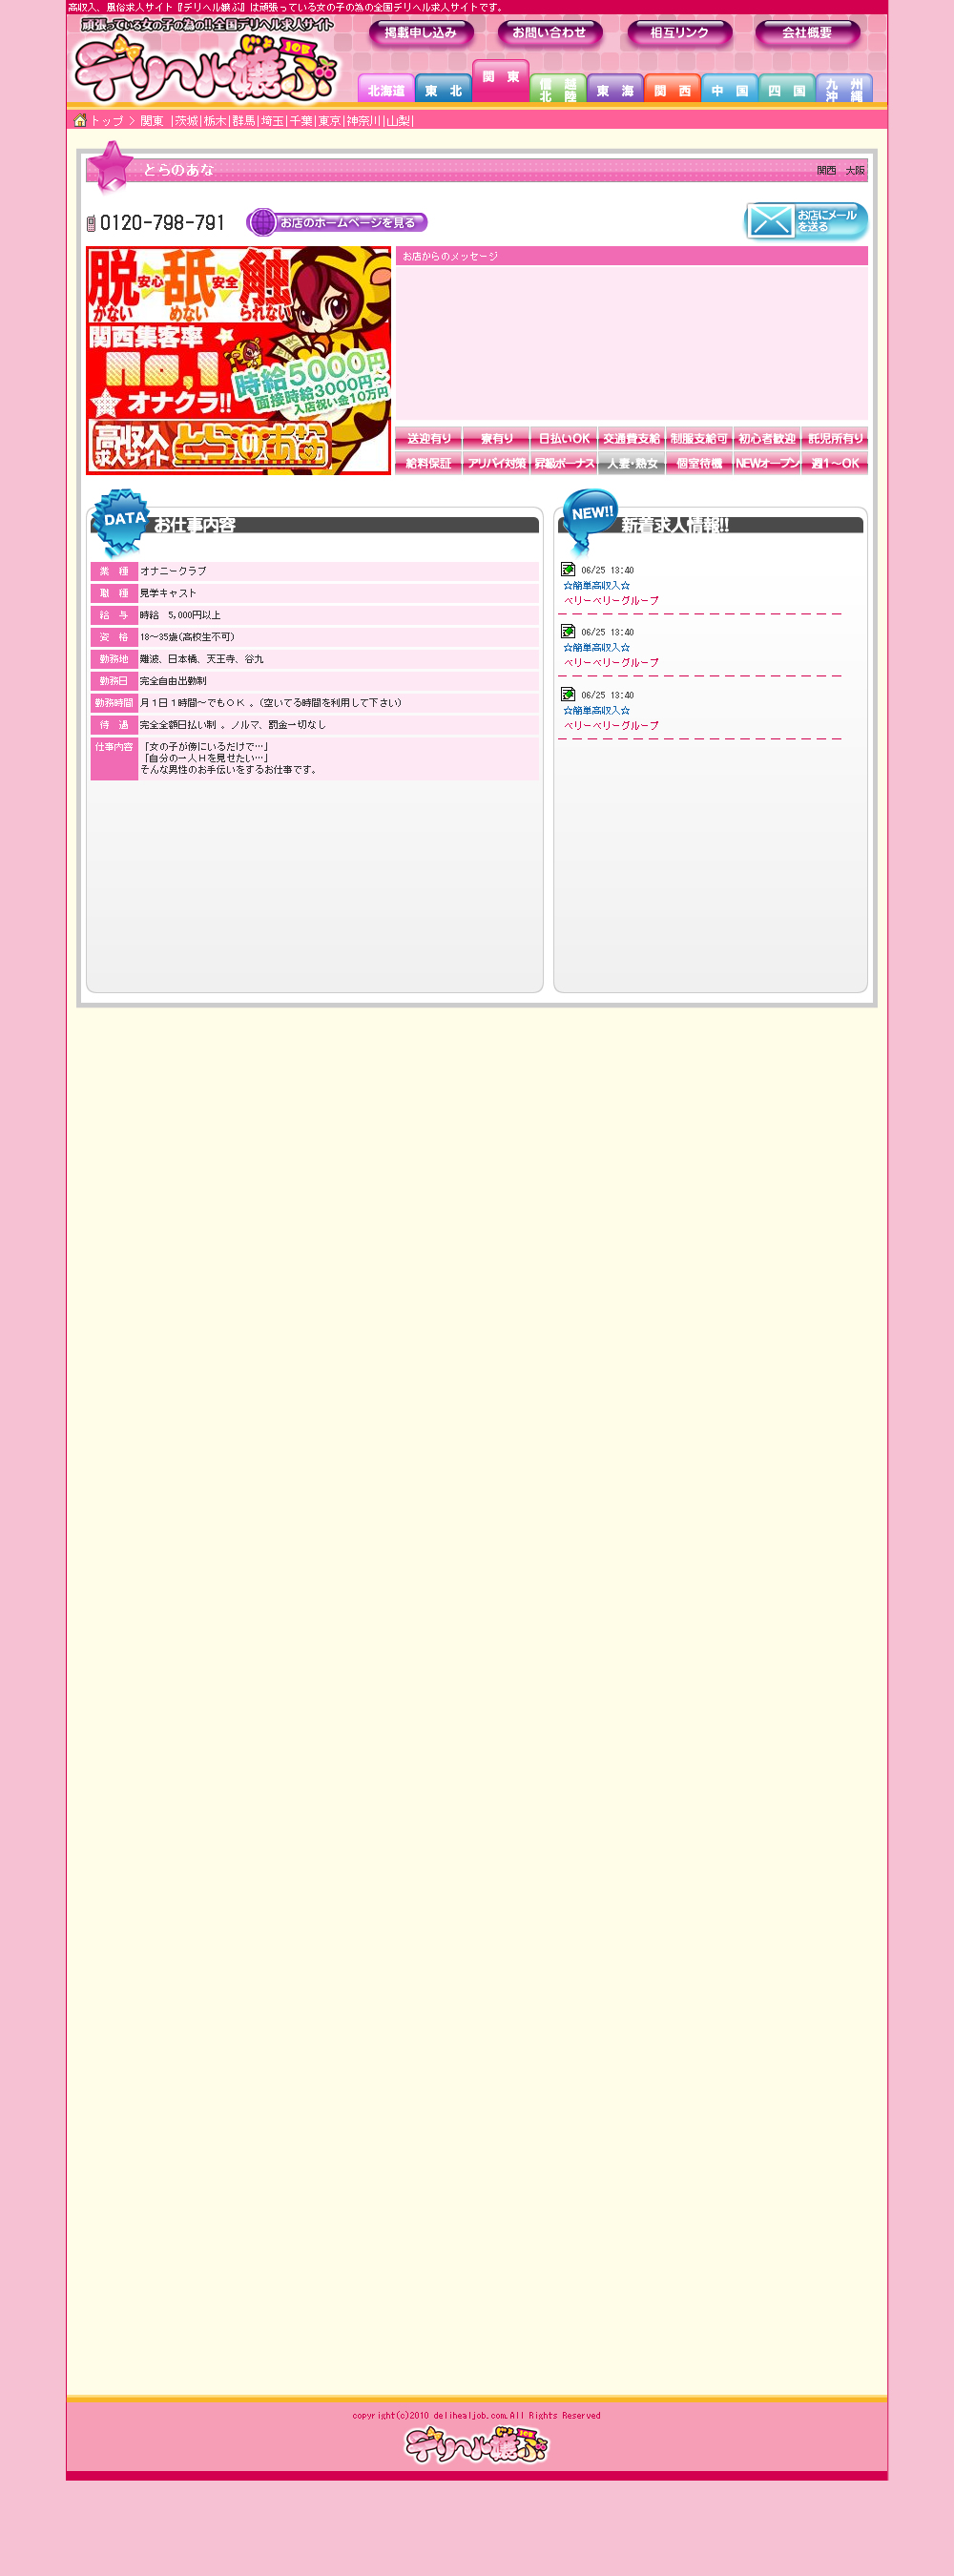 高収入、風俗求人サイト『デリヘル嬢ぶ』は頑張っている女の子の為の全国デリヘル求人サイトです。
頑張っている女の子の為の!!全国デリヘル求人サイト
デリヘル嬢ぶ JOB
掲載申し込み
お問い合わせ
相互リンク
会社概要
北海道
東 北
関 東
信 越
北 陸
東 海
関 西
中 国
四 国
九 州
沖 縄
トップ > 関東 |茨城|栃木|群馬|埼玉|千葉|東京|神奈川|山梨|
とらのあな
関西 大阪
0120-798-791
お店のホームページを見る
お店にメール
を送る
脱がない
安心
舐めない
安全
触られない
関西集客率
no,1
オナクラ!!
時給5000円
面接時給3000円~
入店祝い金10万円
高収入
求人サイト
とらのあな
お店からのメッセージ
送迎有り
寮有り
日払いOK
交通費支給
制服支給可
初心者歓迎
託児所有り
給料保証
アリバイ対策
昇級ボーナス
人妻・熟女
個室待機
NEWオープン
週1~OK
DATA
お仕事内容
業 種 オナニークラブ
職 種 見学キャスト
給 与 時給 5,000円以上
資 格 18~35歳(高校生不可)
勤務地 難波、日本橋、天王寺、谷九
勤務日 完全自由出勤制
勤務時間 月1日1時間~でもOK 。(空いてる時間を利用して下さい)
待 遇 完全全額日払い制 。ノルマ、罰金一切なし
仕事内容 「女の子が傍にいるだけで…」
「自分の一人Hを見せたい…」
そんな男性のお手伝いをするお仕事です。
NEW!!
新着求人情報!!
06/25 13:40
☆簡単高収入☆
ベリーベリーグループ
06/25 13:40
☆簡単高収入☆
ベリーベリーグループ
06/25 13:40
☆簡単高収入☆
ベリーベリーグループ
copyright(c)2010 delihealjob.com.All Rights Reserved
デリヘル嬢ぶ JOB